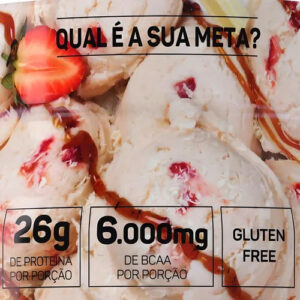 QUAL É A SUA META?
26g
DE PROTEÍNA
POR PORÇÃO
6.000mg
DE BCAA
POR PORÇÃO
GLUTEN
FREE